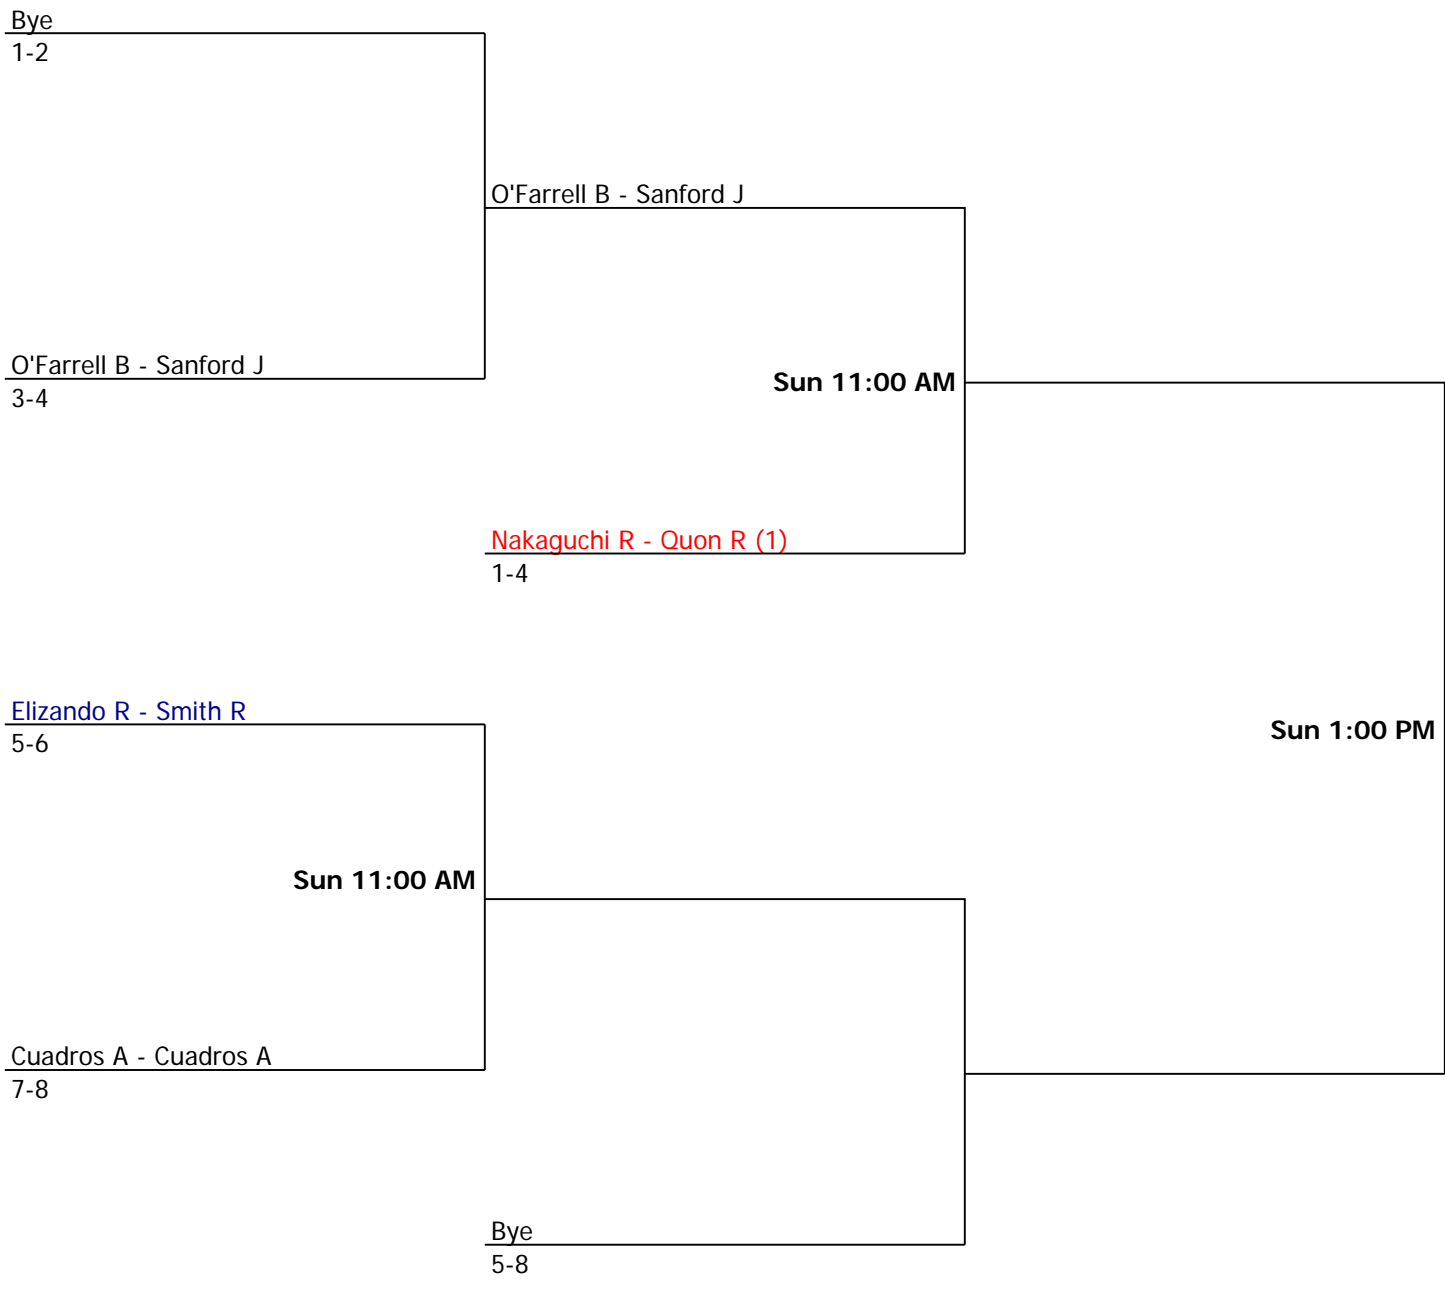 Bye
1-2
O'Farrell B - Sanford J
O'Farrell B - Sanford J
3-4
Sun 11:00 AM
Nakaguchi R - Quon R (1)
1-4
Elizando R - Smith R
5-6
Sun 1:00 PM
Sun 11:00 AM
Cuadros A - Cuadros A
7-8
Bye
5-8